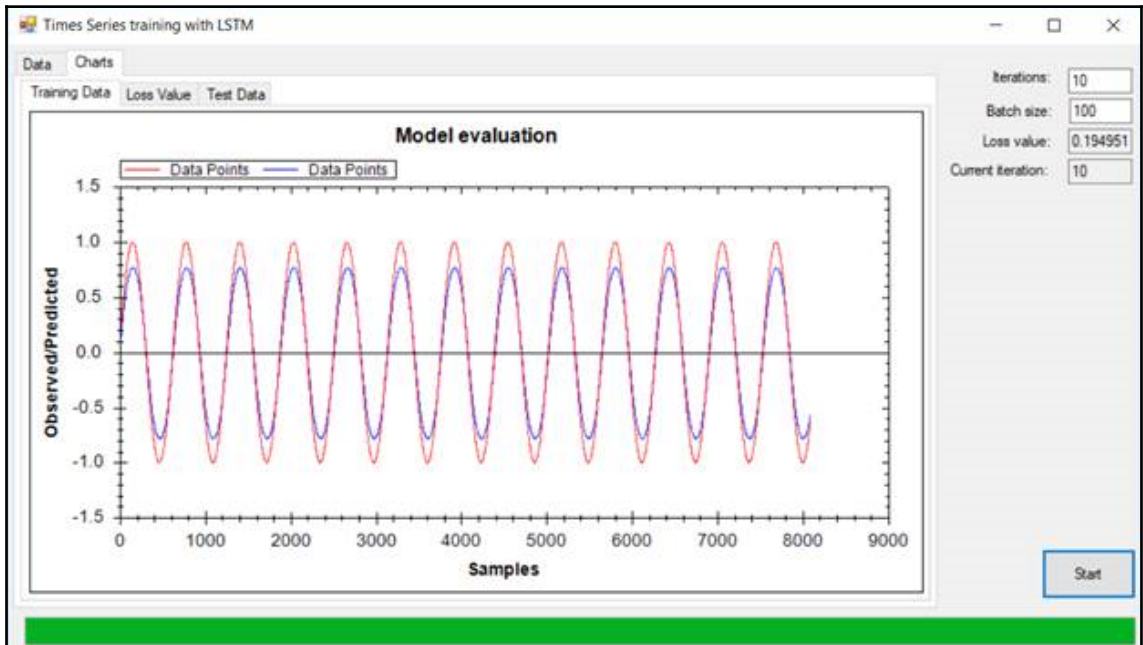 Times Series training with LSTM
Data Charts
Training Data Loss Value Test Data
Iterations: 10
Batch size: 100
Loss value: 0.194951
Current iteration: 10
Model evaluation
Data Points Data Points
1.5
1.0
0.5
0.0
-0.5
-1.0
-1.5
Observed/Predicted
0 1000 2000 3000 4000 5000 6000 7000 8000 9000
Samples
Start